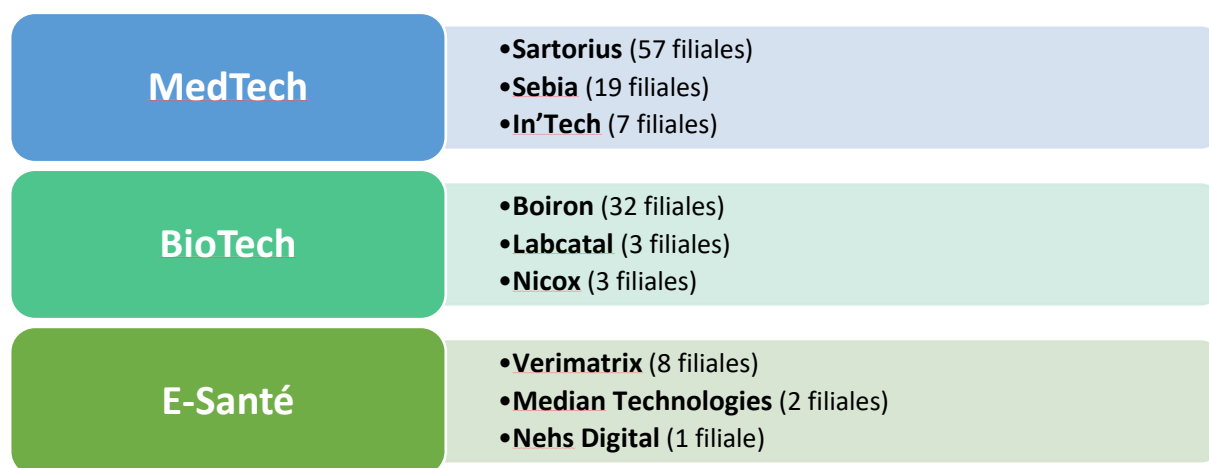 MedTech
•Sartorius (57 filiales)
•Sebia (19 filiales)
•In’Tech (7 filiales)
BioTech
•Boiron (32 filiales)
•Labcatal (3 filiales)
•Nicox (3 filiales)
E-Santé
•Verimatrix (8 filiales)
•Median Technologies (2 filiales)
•Nehs Digital (1 filiale)